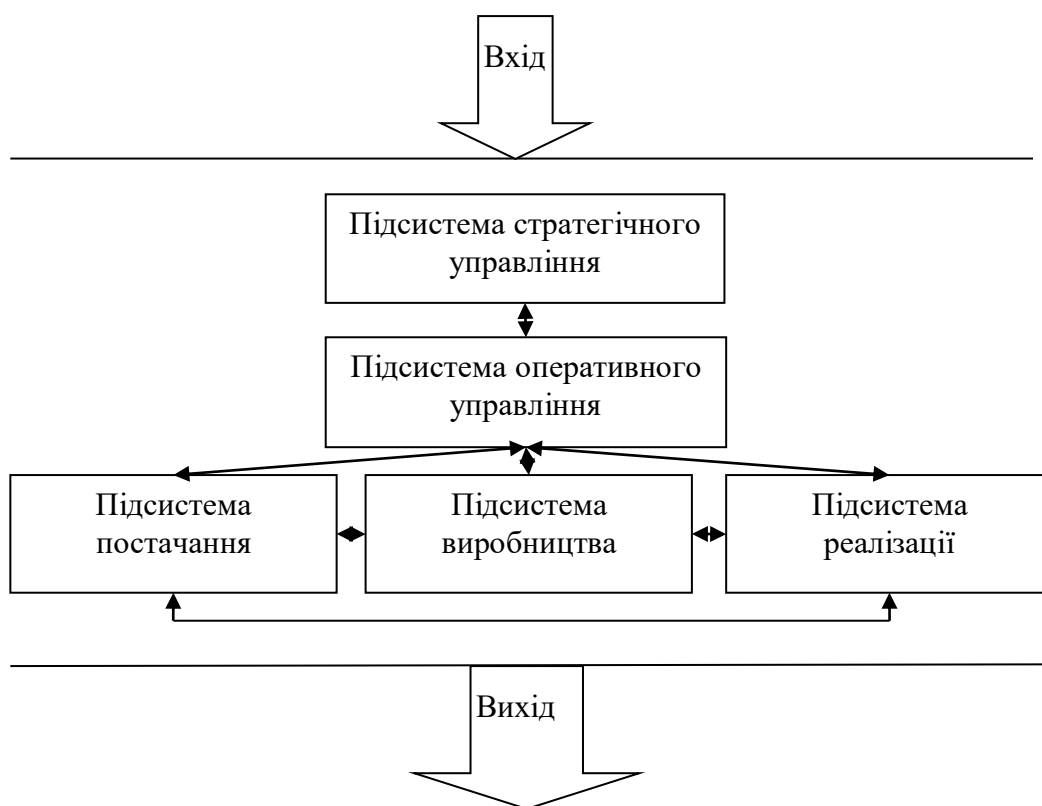 Вхід
Підсистема стратегічного
управління
Підсистема оперативного
управління
Підсистема
постачання
Підсистема
виробництва
Підсистема
реалізації
Вихід